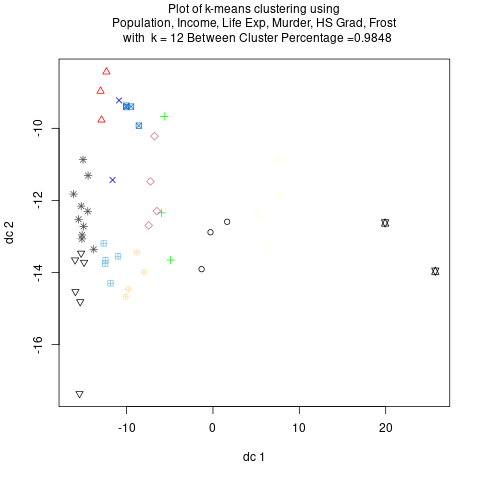 Plot of k-means clustering using
Population, Income, Life Exp, Murder, HS Grad, Frost
with k = 12 Between Cluster Percentage =0.9848
-10
-12
-14
-16
dc 2
-10
0
10
20
dc 1